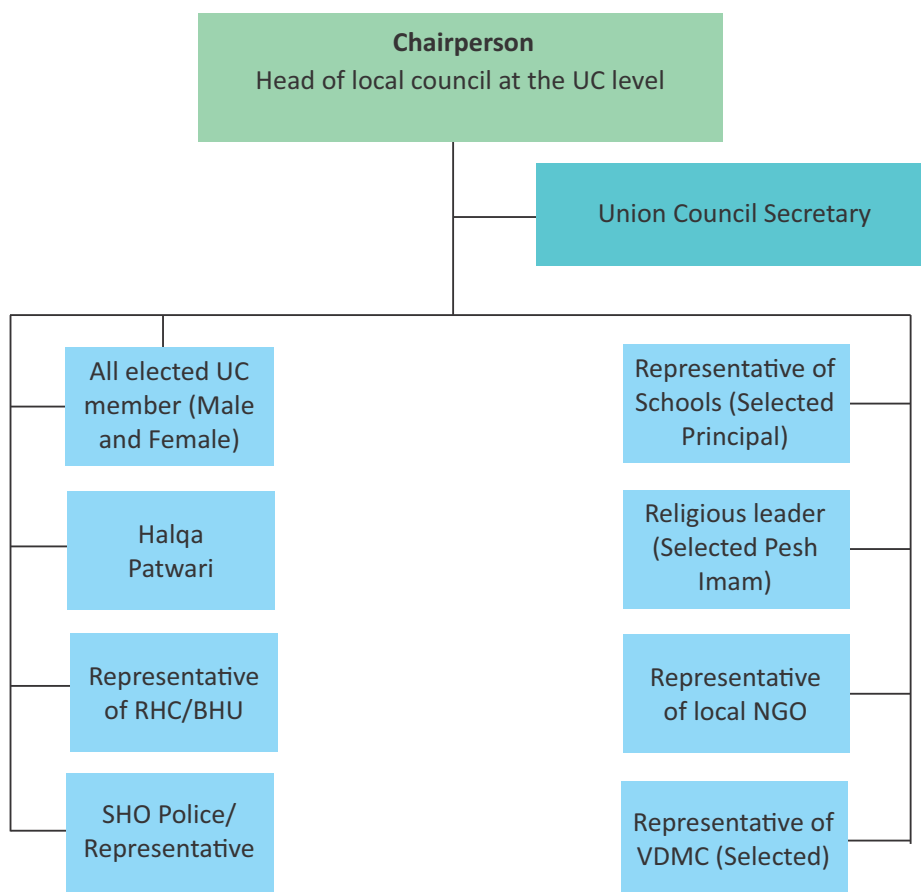 Chairperson
Head of local council at the UC level
Union Council Secretary
All elected UC
member (Male
and Female)
Halqa
Patwari
Representative
of RHC/BHU
SHO Police/
Representative
Representative of
Schools (Selected
Principal)
Religious leader
(Selected Pesh
Imam)
Representative
of local NGO
Representative of
VDMC (Selected)